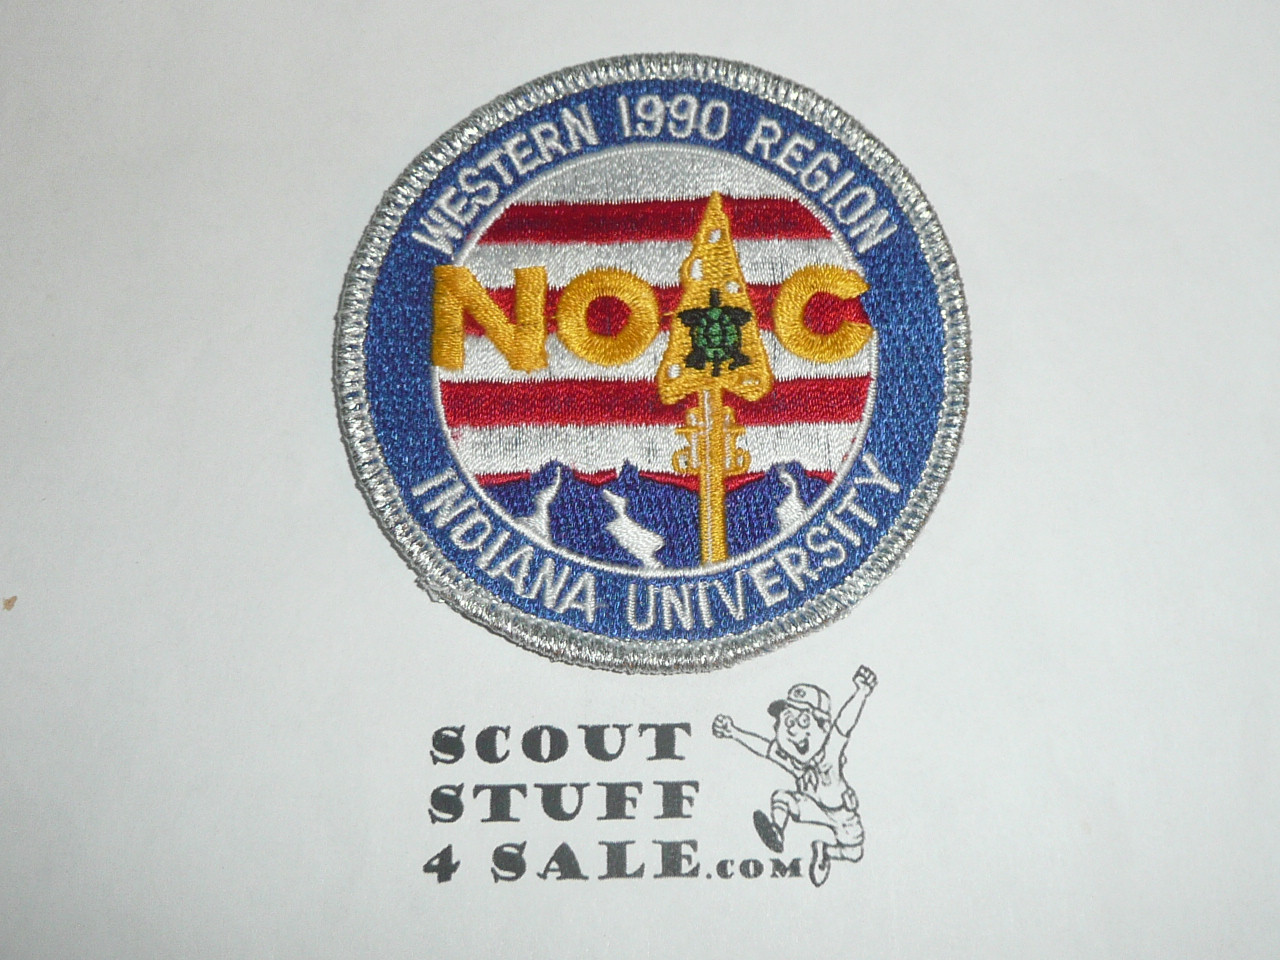 WESTERN 1990 REGION
NOAC
INDIANA UNIVERSITY
SCOUT
STUFF
4 SALE.COM